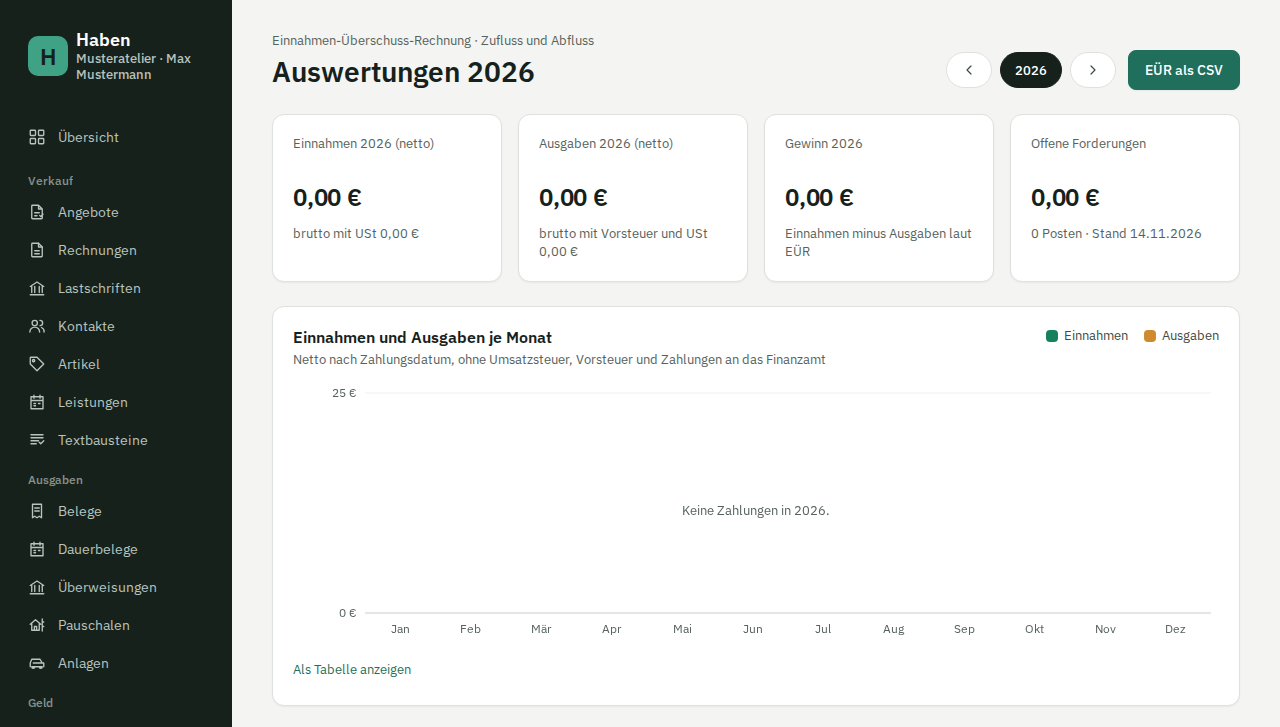 H
Haben
Musteratelier · Max
Mustermann
Übersicht
Verkauf
Angebote
Rechnungen
Lastschriften
Kontakte
Artikel
Leistungen
Textbausteine
Ausgaben
Belege
Dauerbelege
Überweisungen
Pauschalen
Anlagen
Geld
Einnahmen-Überschuss-Rechnung · Zufluss und Abfluss
Auswertungen 2026
2026
EÜR als CSV
Einnahmen 2026 (netto)
0,00 €
brutto mit USt 0,00 €
Ausgaben 2026 (netto)
0,00 €
brutto mit Vorsteuer und USt
0,00 €
Gewinn 2026
0,00 €
Einnahmen minus Ausgaben laut
EÜR
Offene Forderungen
0,00 €
0 Posten · Stand 14.11.2026
Einnahmen und Ausgaben je Monat
Netto nach Zahlungsdatum, ohne Umsatzsteuer, Vorsteuer und Zahlungen an das Finanzamt
Einnahmen Ausgaben
25 €
Keine Zahlungen in 2026.
0 €
Jan Feb Mär Apr Mai Jun Jul Aug Sep Okt Nov Dez
Als Tabelle anzeigen